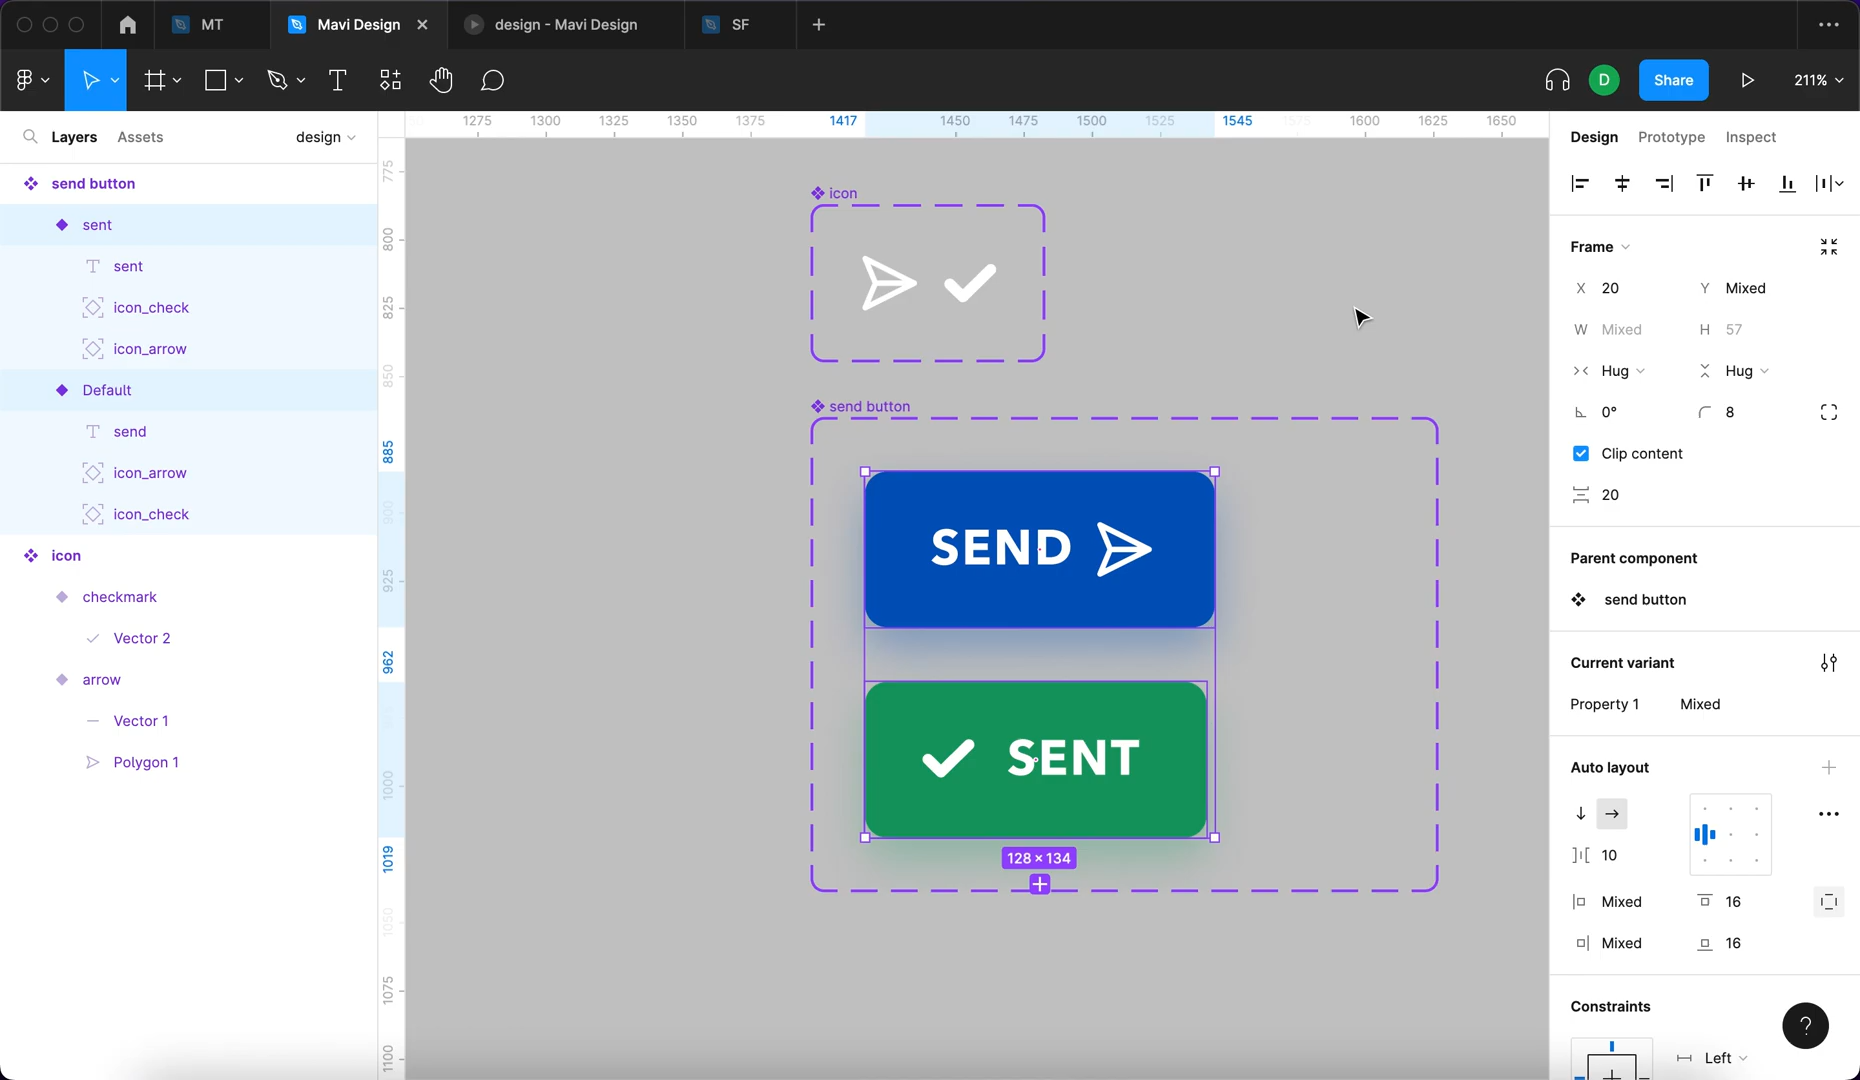 MT
Mavi Design
design - Mavi Design
SF
D
Share
211%
Layers
Assets
design
send button
sent
sent
icon_check
icon_arrow
Default
send
icon_arrow
icon_check
icon
checkmark
Vector 2
arrow
Vector 1
Polygon 1
1275 1300 1325 1350 1375 1417 1450 1475 1500 1525 1545 1575 1600 1625 1650
775
800
825
850
885
900
925
962
1000
1019
1050
1075
1100
icon
send button
SEND
SENT
128 × 134
Design
Prototype
Inspect
Frame
X 20
Y Mixed
W Mixed
H 57
Hug
Hug
0°
8
Clip content
20
Parent component
send button
Current variant
Property 1
Mixed
Auto layout
10
Mixed
16
Mixed
16
Constraints
Left
?